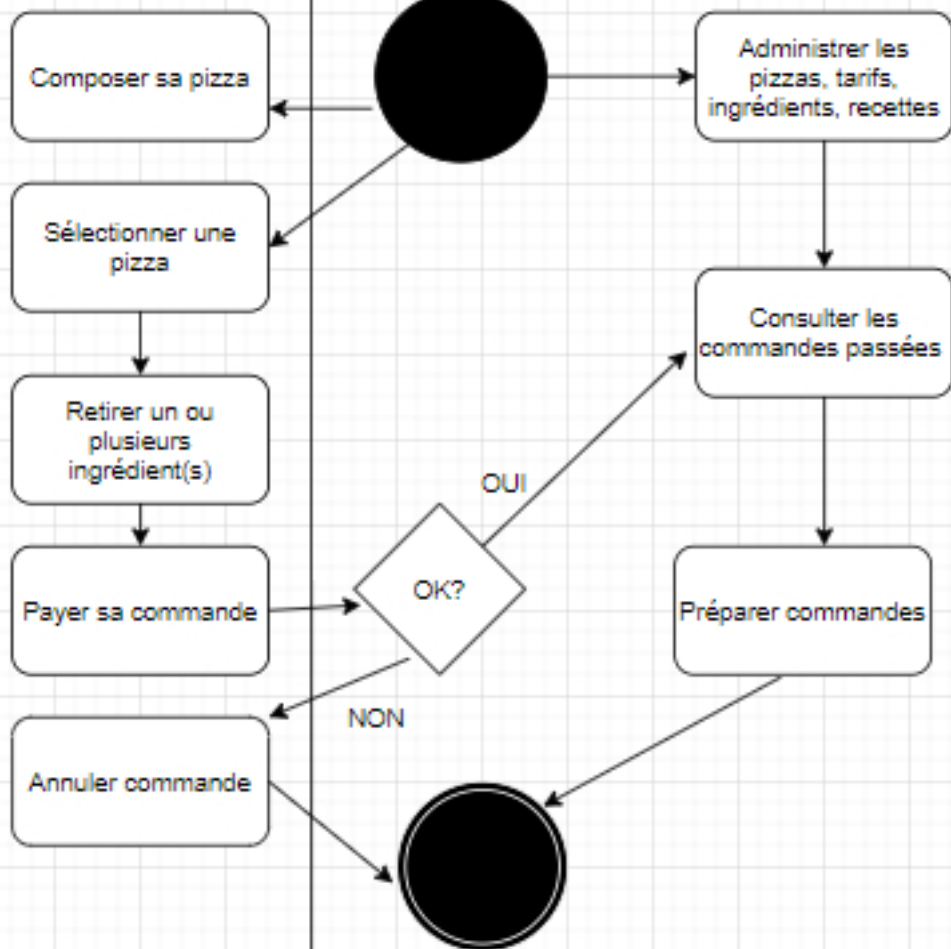 Composer sa pizza
Administrer les
pizzas, tarifs,
ingrédients, recettes
Sélectionner une
pizza
Consulter les
commandes passées
Retirer un ou
plusieurs
ingrédient(s)
OUI
OK?
Payer sa commande
Préparer commandes
NON
Annuler commande